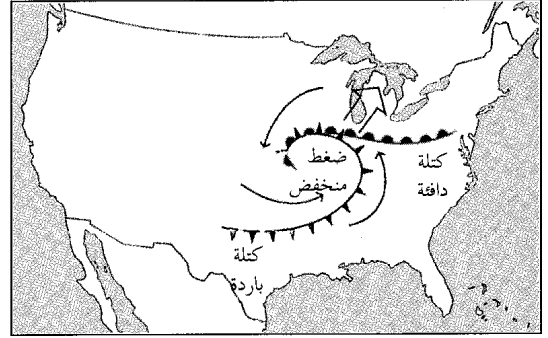 ضغط
منخفض
كتلة
دافئة
كتلة
باردة